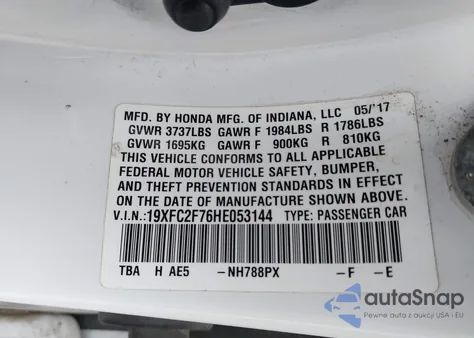 MFD. BY HONDA MFG. OF INDIANA, LLC 05/'17
GVWR 3737LBS GAWR F 1984LBS R 1786LBS
GVWR 1695KG GAWR F 900KG R 810KG
THIS VEHICLE CONFORMS TO ALL APPLICABLE
FEDERAL MOTOR VEHICLE SAFETY, BUMPER,
AND THEFT PREVENTION STANDARDS IN EFFECT
ON THE DATE OF MANUFACTURE SHOWN ABOVE.
V.I.N.:19XFC2F76HE053144 TYPE: PASSENGER CAR
TBA H AE5 -NH788PX -F -E
autoSnap
Pewne auta z aukcji USA i EU